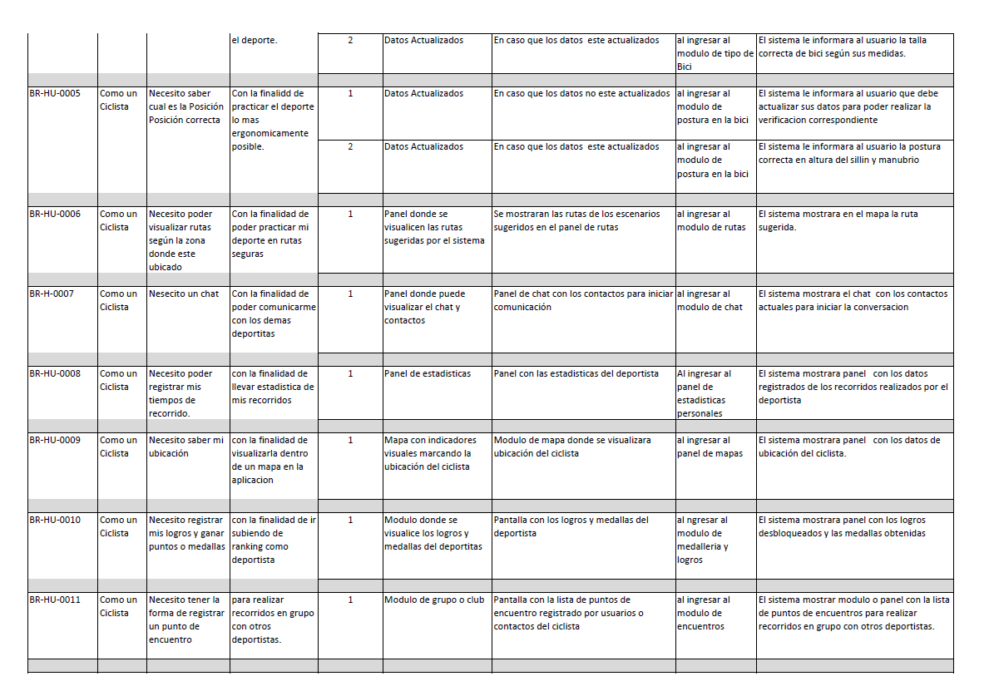 el deporte.
2
Datos Actualizados
En caso que los datos este actualizados
al ingresar al
modulo de tipo de
Bici
El sistema le informara al usuario la talla
correcta de bici según sus medidas.
BR-HU-0005
Como un
Ciclista
Necesito saber
cual es la Posición
Posición correcta
Con la finalidd de
practicar el deporte
lo mas
ergonomicamente
posible.
1
Datos Actualizados
En caso que los datos no este actualizados
al ingresar al
modulo de
postura en la bici
El sistema le informara al usuario que debe
actualizar sus datos para poder realizar la
verificacion correspondiente
2
Datos Actualizados
En caso que los datos este actualizados
al ingresar al
modulo de
postura en la bici
El sistema le informara al usuario la postura
correcta en altura del sillin y manubrio
BR-HU-0006
Como un
Ciclista
Necesito poder
visualizar rutas
según la zona
donde este
ubicado
Con la finalidad de
poder practicar mi
deporte en rutas
seguras
1
Panel donde se
visualicen las rutas
sugeridas por el sistema
Se mostraran las rutas de los escenarios
sugeridos en el panel de rutas
al ingresar al
modulo de rutas
El sistema mostrara en el mapa la ruta
sugerida.
BR-H-0007
Como un
Ciclista
Nesecito un chat
Con la finalidad de
poder comunicarme
con los demas
deportitas
1
Panel donde puede
visualizar el chat y
contactos
Panel de chat con los contactos para iniciar
comunicación
al ingresar al
modulo de chat
El sistema mostrara el chat con los contactos
actuales para iniciar la conversacion
BR-HU-0008
Como un
Ciclista
Necesito poder
registrar mis
tiempos de
recorrido.
con la finalidad de
llevar estadistica de
mis recorridos
1
Panel de estadisticas
Panel con las estadisticas del deportista
Al ingresar al
panel de
estadisticas
personales
El sistema mostrara panel con los datos
registrados de los recorridos realizados por el
deportista
BR-HU-0009
Como un
Ciclista
Necesito saber mi
ubicación
con la finalidad de
visualizarla dentro
de un mapa en la
aplicacion
1
Mapa con indicadores
visuales marcando la
ubicación del ciclista
Modulo de mapa donde se visualizara
ubicación del ciclista
al ingresar al
panel de mapas
El sistema mostrara panel con los datos de
ubicación del ciclista.
BR-HU-0010
Como un
Ciclista
Necesito registrar
mis logros y ganar
puntos o medallas
con la finalidad de ir
subiendo de
ranking como
deportista
1
Modulo donde se
visualice los logros y
medallas del deportitas
Pantalla con los logros y medallas del
deportista
al ngresar al
modulo de
medalleria y
logros
El sistema mostrara panel con los logros
desbloqueados y las medallas obtenidas
BR-HU-0011
Como un
Ciclista
Necesito tener la
forma de registrar
un punto de
encuentro
para realizar
recorridos en grupo
con otros
deportistas.
1
Modulo de grupo o club
Pantalla con la lista de puntos de
encuentro registrado por usuarios o
contactos del ciclista
al ingresar al
modulo de
encuentros
El sistema mostrar modulo o panel con la lista
de puntos de encuentros para realizar
recorridos en grupo con otros deportistas.